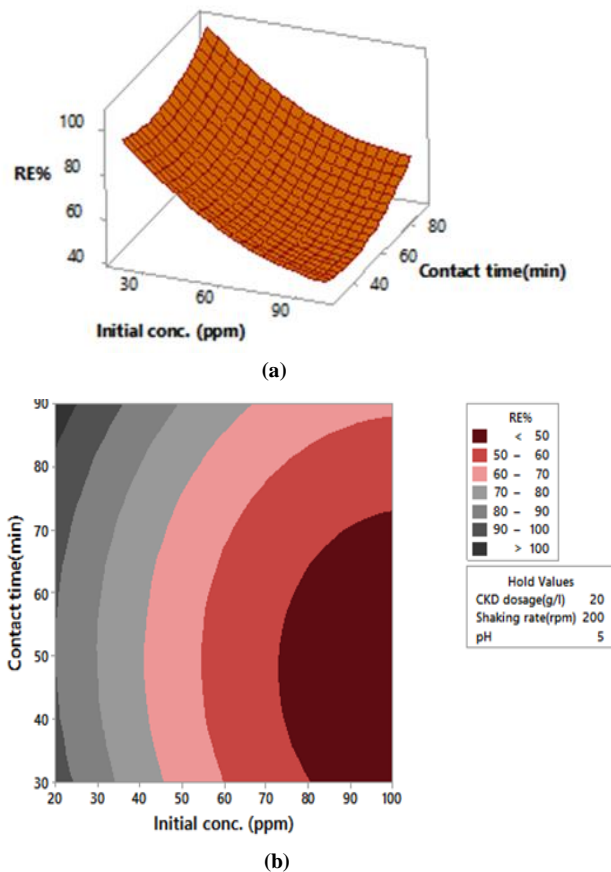 100
RE% 80
60
40
30
60
90
Initial conc. (ppm)
40
60
80
Contact time(min)
(a)
90
80
70
60
50
40
30
Contact time(min)
20 30 40 50 60 70 80 90 100
Initial conc. (ppm)
RE%
< 50
50 – 60
60 – 70
70 – 80
80 – 90
90 – 100
> 100
Hold Values
CKD dosage(g/l) 20
Shaking rate(rpm) 200
pH 5
(b)